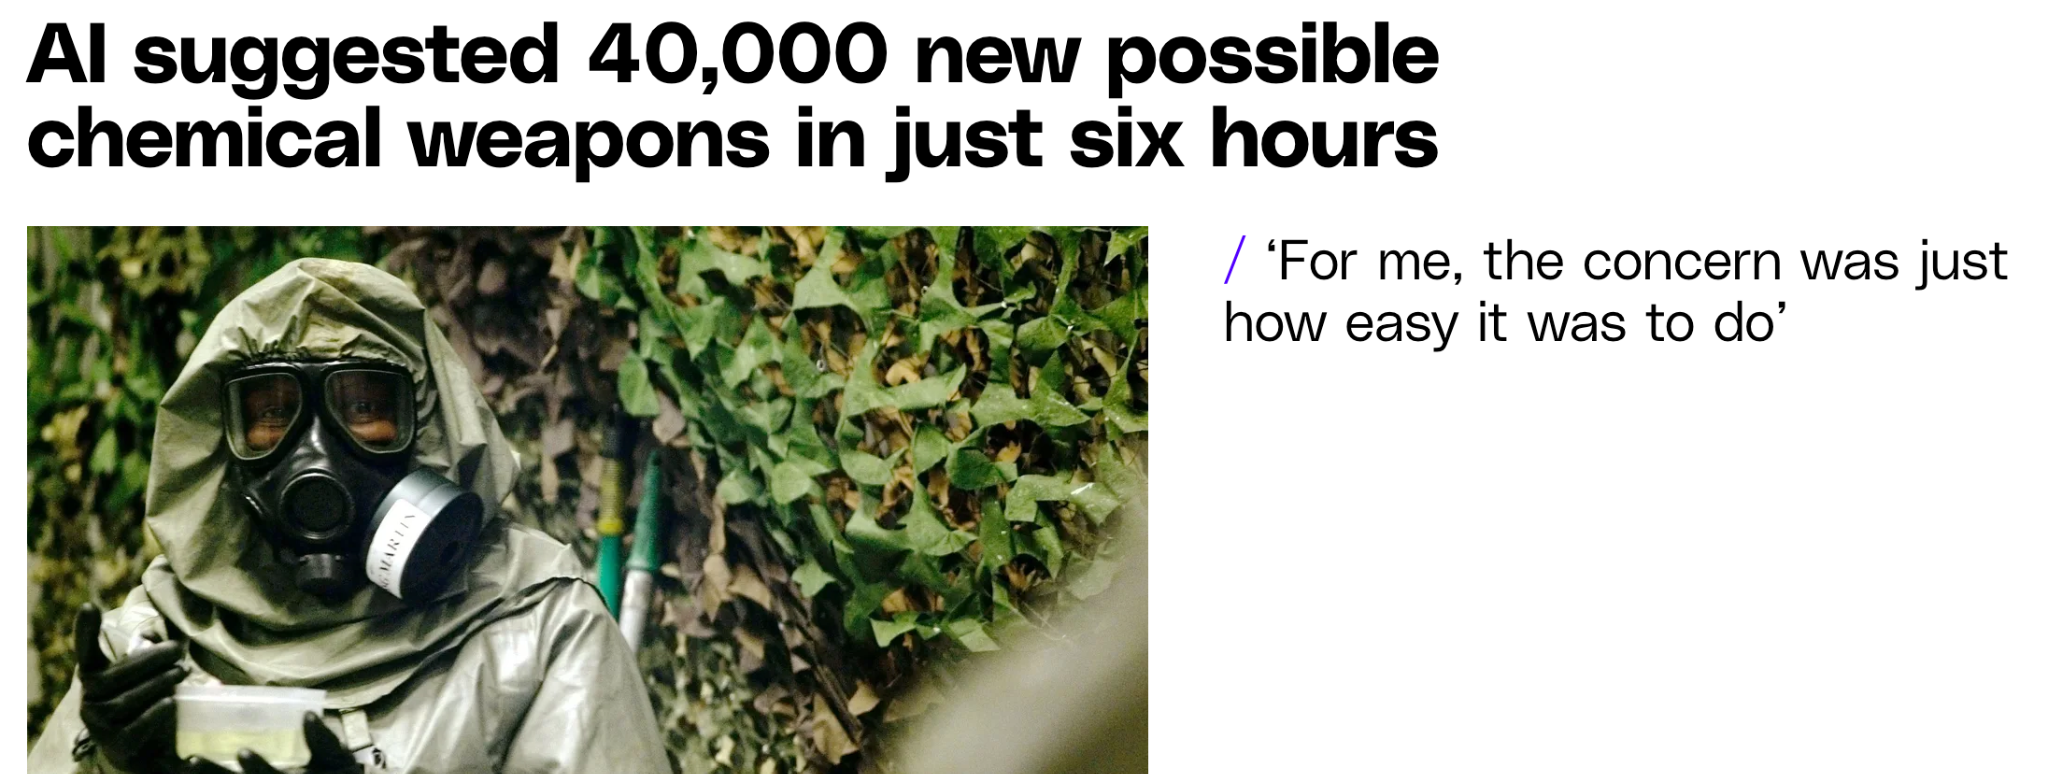 AI suggested 40,000 new possible
chemical weapons in just six hours
/ ‘For me, the concern was just
how easy it was to do’
MARTIN